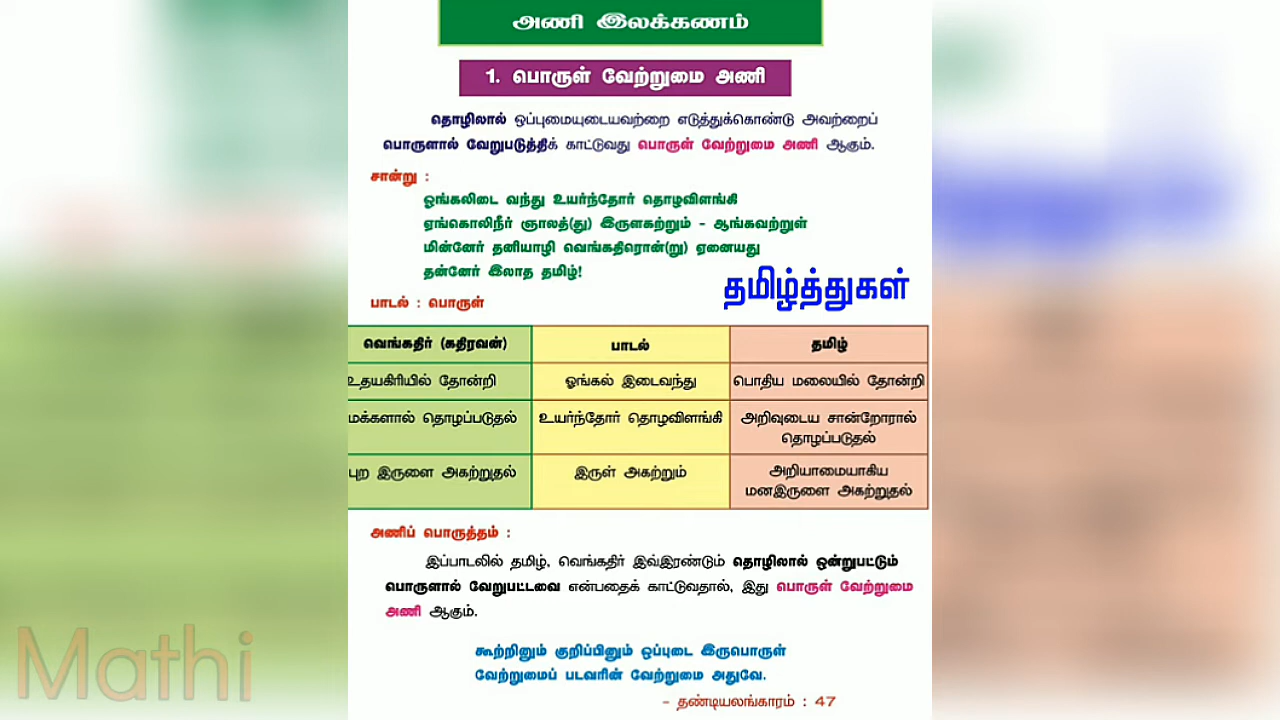 அணி இலக்கணம்
1. பொருள் வேற்றுமை அணி
தொழிலால் ஒப்புமையுடையவற்றை எடுத்துக்கொண்டு அவற்றைப்
பொருளால் வேறுபடுத்திக் காட்டுவது பொருள் வேற்றுமை அணி ஆகும்.
சான்று :
ஓங்கலிடை வந்து உயர்ந்தோர் தொழவிளங்கி
ஏங்கொலிநீர் ஞாலத்(து) இருளகற்றும் - ஆங்கவற்றுள்
மின்னேர் தனியாழி வெங்கதிரொன்(று) ஏனையது
தன்னேர் இலாத தமிழ்!
தமிழ்த்துகள்
பாடல் : பொருள்
வெங்கதிர் (கதிரவன்) பாடல் தமிழ்
உதயகிரியில் தோன்றி ஓங்கல் இடைவந்து பொதிய மலையில் தோன்றி
மக்களால் தொழப்படுதல் உயர்ந்தோர் தொழவிளங்கி அறிவுடைய சான்றோரால்
தொழப்படுதல்
புற இருளை அகற்றுதல் இருள் அகற்றும் அறியாமையாகிய
மனஇருளை அகற்றுதல்
அணிப் பொருத்தம் :
இப்பாடலில் தமிழ், வெங்கதிர் இவ்இரண்டும் தொழிலால் ஒன்றுபட்டும்
பொருளால் வேறுபட்டவை என்பதைக் காட்டுவதால், இது பொருள் வேற்றுமை
அணி ஆகும்.
கூற்றினும் குறிப்பினும் ஒப்புடை இருபொருள்
வேற்றுமைப் படவரின் வேற்றுமை அதுவே.
- தண்டியலங்காரம் : 47
Mathi